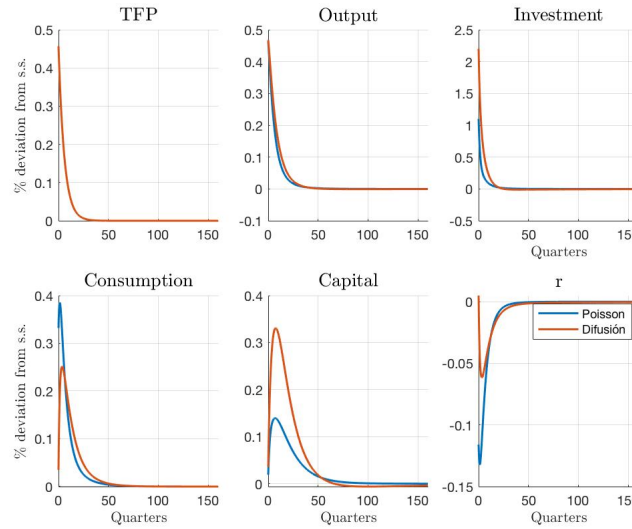 TFP
Output
Investment
% deviation from s.s.
0.5
0.4
0.3
0.2
0.1
0
0 50 100 150
0.5
0.4
0.3
0.2
0.1
0
-0.1
0 50 100 150
2.5
2
1.5
1
0.5
0
-0.5
0 50 100 150
Quarters
Consumption
Capital
r
% deviation from s.s.
0.4
0.3
0.2
0.1
0
0 50 100 150
Quarters
0.4
0.3
0.2
0.1
0
0 50 100 150
Quarters
0
-0.05
-0.1
-0.15
0 50 100 150
Quarters
Poisson
Difusión